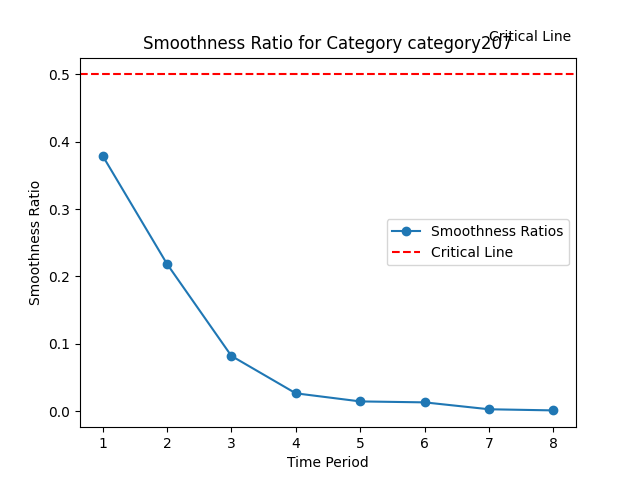 Critical Line
Smoothness Ratio for Category category207
0.5
0.4
0.3
0.2
0.1
0.0
Smoothness Ratio
Smoothness Ratios
Critical Line
1 2 3 4 5 6 7 8
Time Period